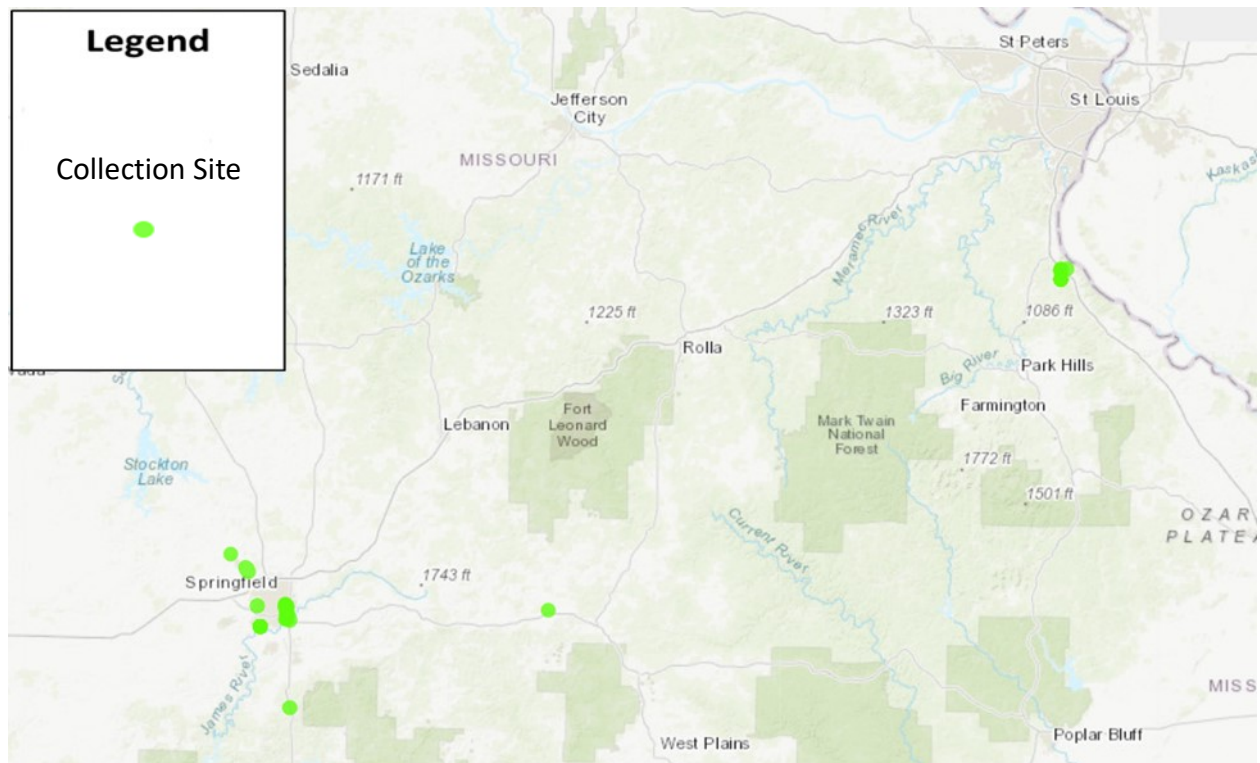 Legend
Collection Site
Sedalia
St Peters
St Louis
Jefferson
City
MISSOURI
1171 ft
Lake
of the
Ozarks
Meramec River
1225 ft
1323 ft
1086 ft
Rolla
Big River
Park Hills
Farmington
Fort
Leonard
Wood
Lebanon
Mark Twain
National
Forest
1772 ft
1501 ft
Stockton
Lake
OZAR
PLATEA
Current River
Springfield
1743 ft
James River
MISS
West Plains
Poplar Bluff